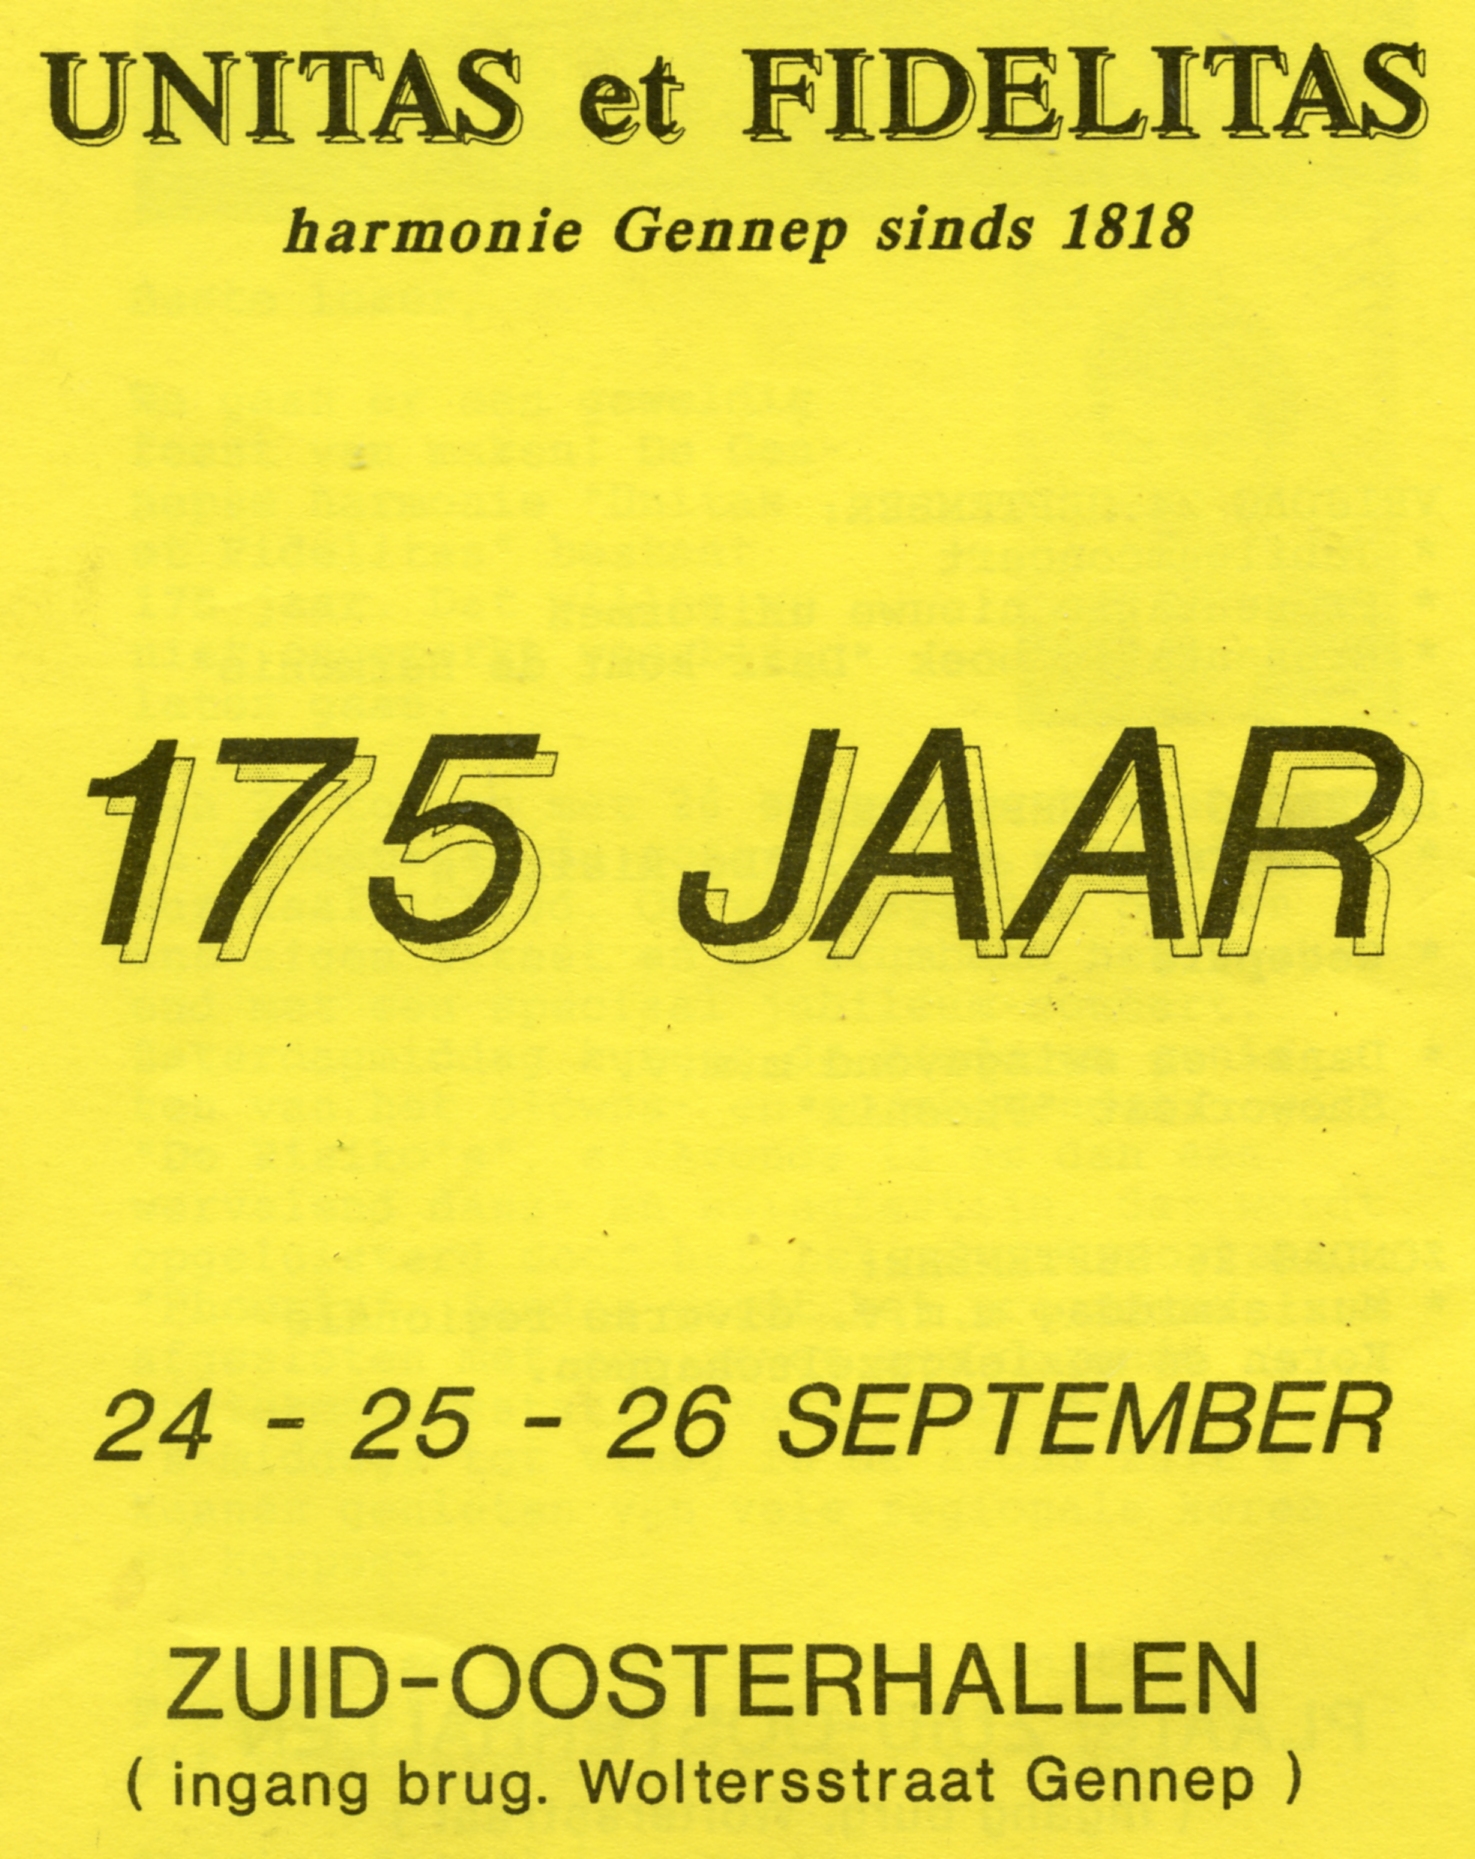 UNITAS et FIDELITAS
harmonie Gennep sinds 1818
175 JAAR
24 - 25 - 26 SEPTEMBER
ZUID-OOSTERHALLEN
( ingang brug. Woltersstraat Gennep )